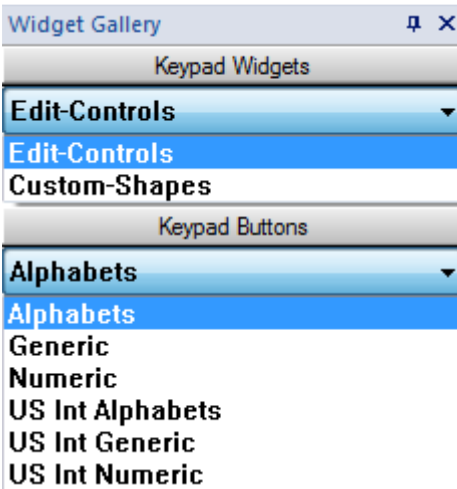 Widget Gallery
Keypad Widgets
Edit-Controls
Edit-Controls
Custom-Shapes
Keypad Buttons
Alphabets
Alphabets
Generic
Numeric
US Int Alphabets
US Int Generic
US Int Numeric